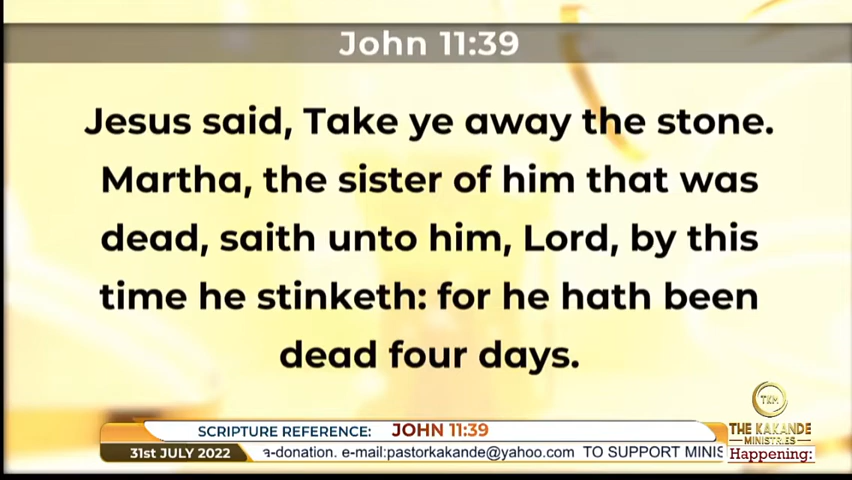 John 11:39
Jesus said, Take ye away the stone.
Martha, the sister of him that was
dead, saith unto him, Lord, by this
time he stinketh: for he hath been
dead four days.
TKM
THE KAKANDE
MINISTRIES
Happening:
SCRIPTURE REFERENCE: JOHN 11:39
31st JULY 2022
a-donation. e-mail:pastorkakande@yahoo.com TO SUPPORT MINIS